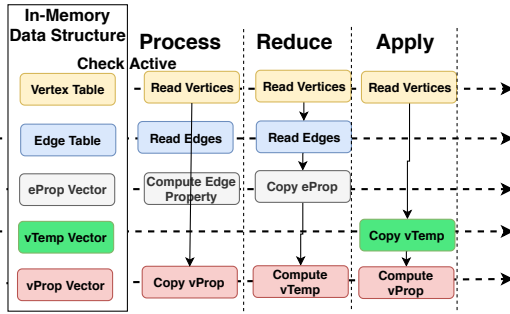 In-Memory
Data Structure
Process
Reduce
Apply
Check Active
Vertex Table
Read Vertices
Read Vertices
Read Vertices
Edge Table
Read Edges
Read Edges
eProp Vector
Compute Edge
Property
Copy eProp
vTemp Vector
Copy vTemp
vProp Vector
Copy vProp
Compute
vTemp
Compute
vProp